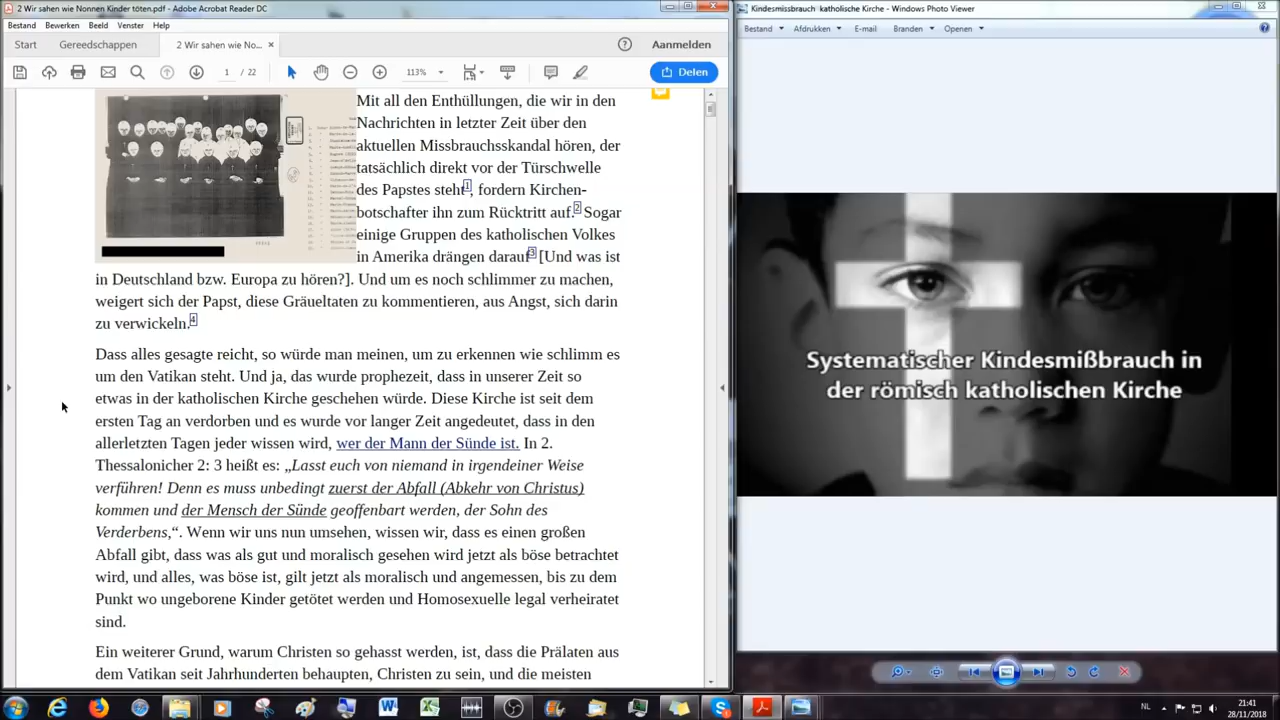 2 Wir sahen wie Nonnen Kinder töten.pdf - Adobe Acrobat Reader DC
Bestand Bewerken Beeld Venster Help
Start Gereedschappen 2 Wir sahen wie No... × Aanmelden
1 / 22 113% Delen
Mit all den Enthüllungen, die wir in den
Nachrichten in letzter Zeit über den
aktuellen Missbrauchsskandal hören, der
tatsächlich direkt vor der Türschwelle
des Papstes steht1, fordern Kirchen-
botschafter ihn zum Rücktritt auf.2 Sogar
einige Gruppen des katholischen Volkes
in Amerika drängen darauf3 [Und was ist
in Deutschland bzw. Europa zu hören?]. Und um es noch schlimmer zu machen,
weigert sich der Papst, diese Gräueltaten zu kommentieren, aus Angst, sich darin
zu verwickeln.4
Dass alles gesagte reicht, so würde man meinen, um zu erkennen wie schlimm es
um den Vatikan steht. Und ja, das wurde prophezeit, dass in unserer Zeit so
etwas in der katholischen Kirche geschehen würde. Diese Kirche ist seit dem
ersten Tag an verdorben und es wurde vor langer Zeit angedeutet, dass in den
allerletzten Tagen jeder wissen wird, wer der Mann der Sünde ist. In 2.
Thessalonicher 2: 3 heißt es: „Lasst euch von niemand in irgendeiner Weise
verführen! Denn es muss unbedingt zuerst der Abfall (Abkehr von Christus)
kommen und der Mensch der Sünde geoffenbart werden, der Sohn des
Verderbens,“. Wenn wir uns nun umsehen, wissen wir, dass es einen großen
Abfall gibt, dass was als gut und moralisch gesehen wird jetzt als böse betrachtet
wird, und alles, was böse ist, gilt jetzt als moralisch und angemessen, bis zu dem
Punkt wo ungeborene Kinder getötet werden und Homosexuelle legal verheiratet
sind.
Ein weiterer Grund, warum Christen so gehasst werden, ist, dass die Prälaten aus
dem Vatikan seit Jahrhunderten behaupten, Christen zu sein, und die meisten
Kindesmissbrauch katholische Kirche - Windows Photo Viewer
Bestand Afdrukken E-mail Branden Openen
Systematischer Kindesmißbrauch in
der römisch katholischen Kirche
NL 21:41
28/11/2018